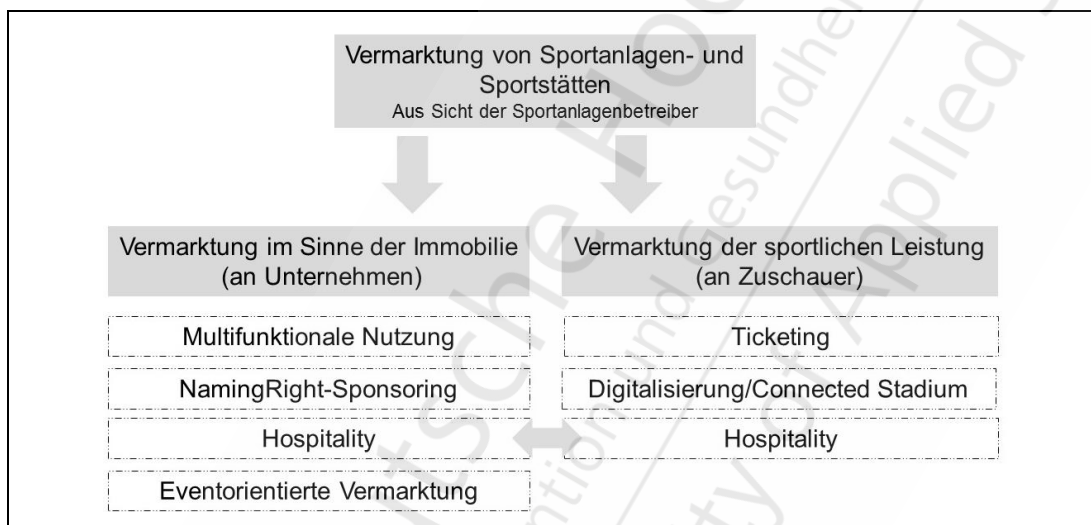 Vermarktung von Sportanlagen- und
Sportstätten
Aus Sicht der Sportanlagenbetreiber
Vermarktung im Sinne der Immobilie
(an Unternehmen)
Vermarktung der sportlichen Leistung
(an Zuschauer)
Multifunktionale Nutzung
Ticketing
NamingRight-Sponsoring
Digitalisierung/Connected Stadium
Hospitality
Hospitality
Eventorientierte Vermarktung